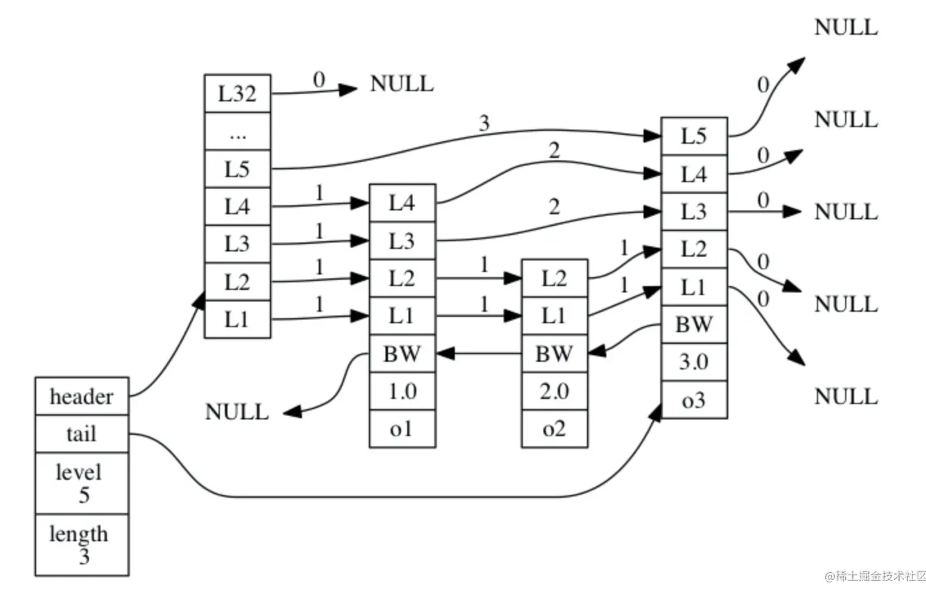 NULL
L32
0
NULL
...
L5
3
L5
0
NULL
L4
1
L4
2
L4
0
L3
1
L3
2
L3
0
NULL
L2
1
L2
1
L2
1
L2
0
NULL
L1
1
L1
1
L1
1
L1
0
NULL
BW
BW
BW
NULL
1.0
2.0
3.0
o1
o2
o3
header
tail
level
5
length
3
@稀土掘金技术社区